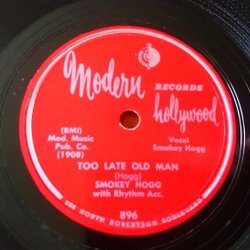 Modern
RECORDS
hollywood
(BMI)
Mod. Music
Pub. Co.
(1908)
Vocal
Smokey Hogg
TOO LATE OLD MAN
(Hogg)
SMOKEY HOGG
with Rhythm Acc.
896
NORTH ROBERTSON BOULEVARD